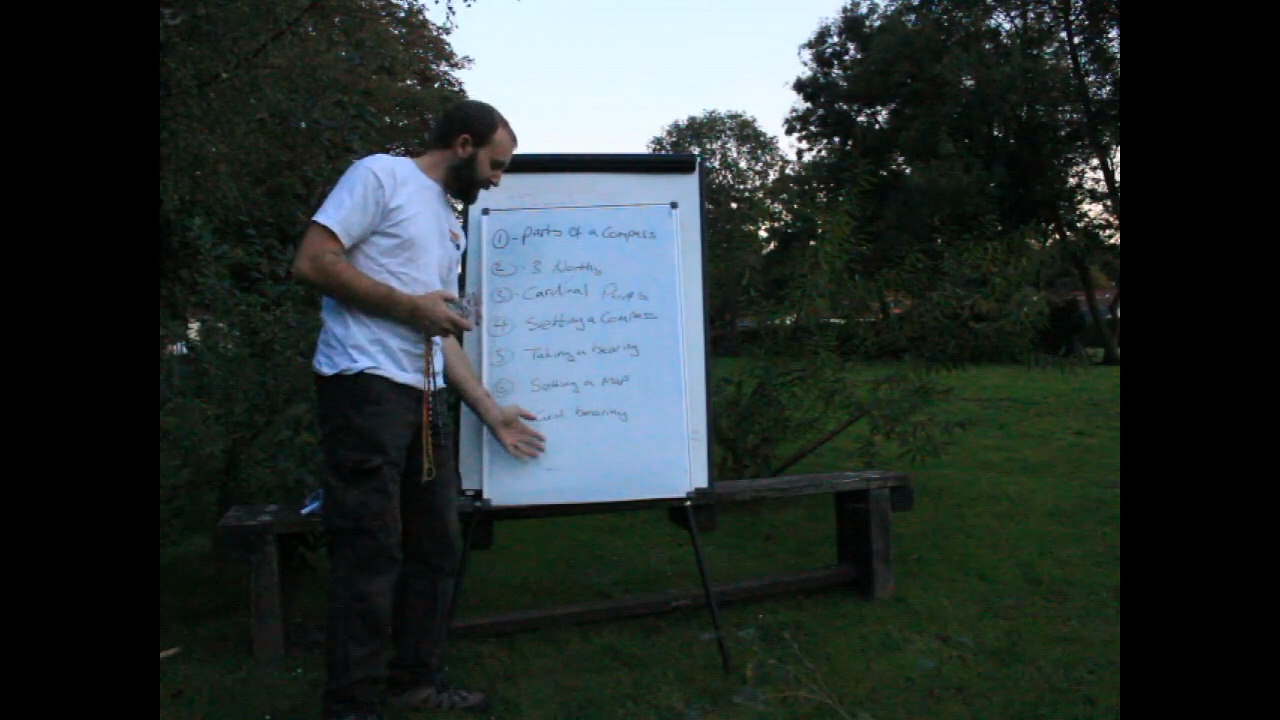 ① - Parts of a Compass
② - 3 Norths
③ - Cardinal Points
④ Setting a Compass
⑤ Taking a bearing
⑥ Setting a Map
bearing